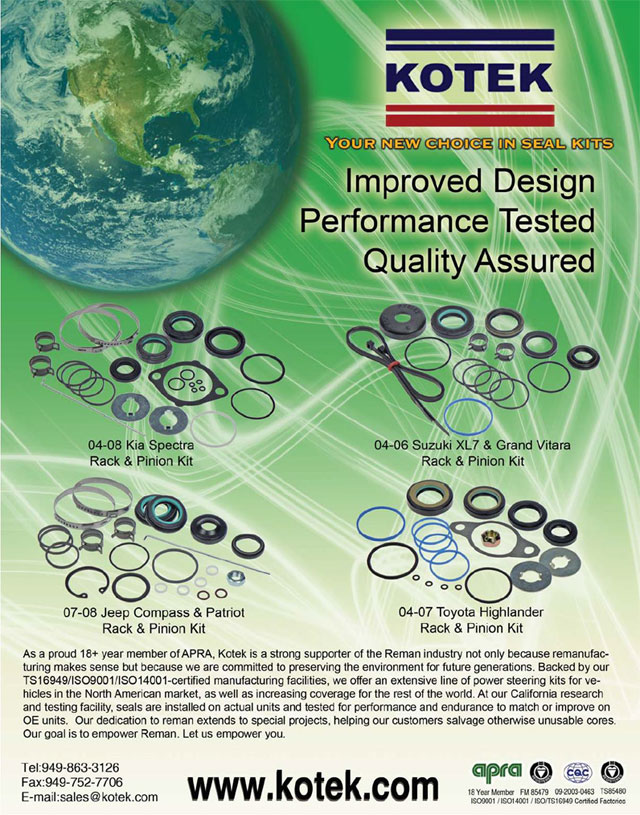 KOTEK
YOUR NEW CHOICE IN SEAL KITS
Improved Design
Performance Tested
Quality Assured
04-08 Kia Spectra
Rack & Pinion Kit
04-06 Suzuki XL7 & Grand Vitara
Rack & Pinion Kit
07-08 Jeep Compass & Patriot
Rack & Pinion Kit
04-07 Toyota Highlander
Rack & Pinion Kit
As a proud 18+ year member of APRA, Kotek is a strong supporter of the Reman industry not only because remanufac-
turing makes sense but because we are committed to preserving the environment for future generations. Backed by our
TS16949/ISO9001/ISO14001-certified manufacturing facilities, we offer an extensive line of power steering kits for ve-
hicles in the North American market, as well as increasing coverage for the rest of the world. At our California research
and testing facility, seals are installed on actual units and tested for performance and endurance to match or improve on
OE units.  Our dedication to reman extends to special projects, helping our customers salvage otherwise unusable cores.
Our goal is to empower Reman. Let us empower you.
Tel:949-863-3126
Fax:949-752-7706
E-mail:sales@kotek.com
www.kotek.com
apra
CQC
18 Year Member FM 85479 09-2003-0463 TS85480
ISO9001 / ISO14001 / ISO/TS16949 Certified Factories